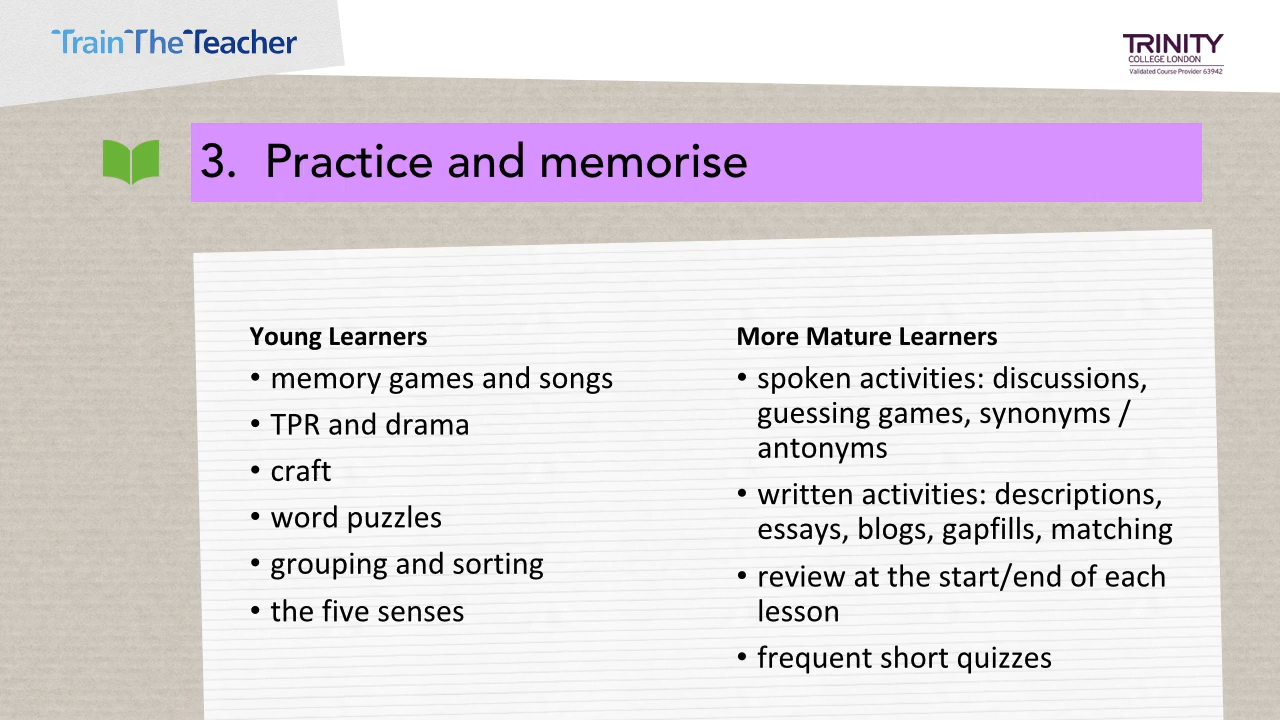 TrainTheTeacher
TRINITY
COLLEGE LONDON
Validated Course Provider 63942
3. Practice and memorise
Young Learners
• memory games and songs
• TPR and drama
• craft
• word puzzles
• grouping and sorting
• the five senses
More Mature Learners
• spoken activities: discussions,
guessing games, synonyms /
antonyms
• written activities: descriptions,
essays, blogs, gapfills, matching
• review at the start/end of each
lesson
• frequent short quizzes